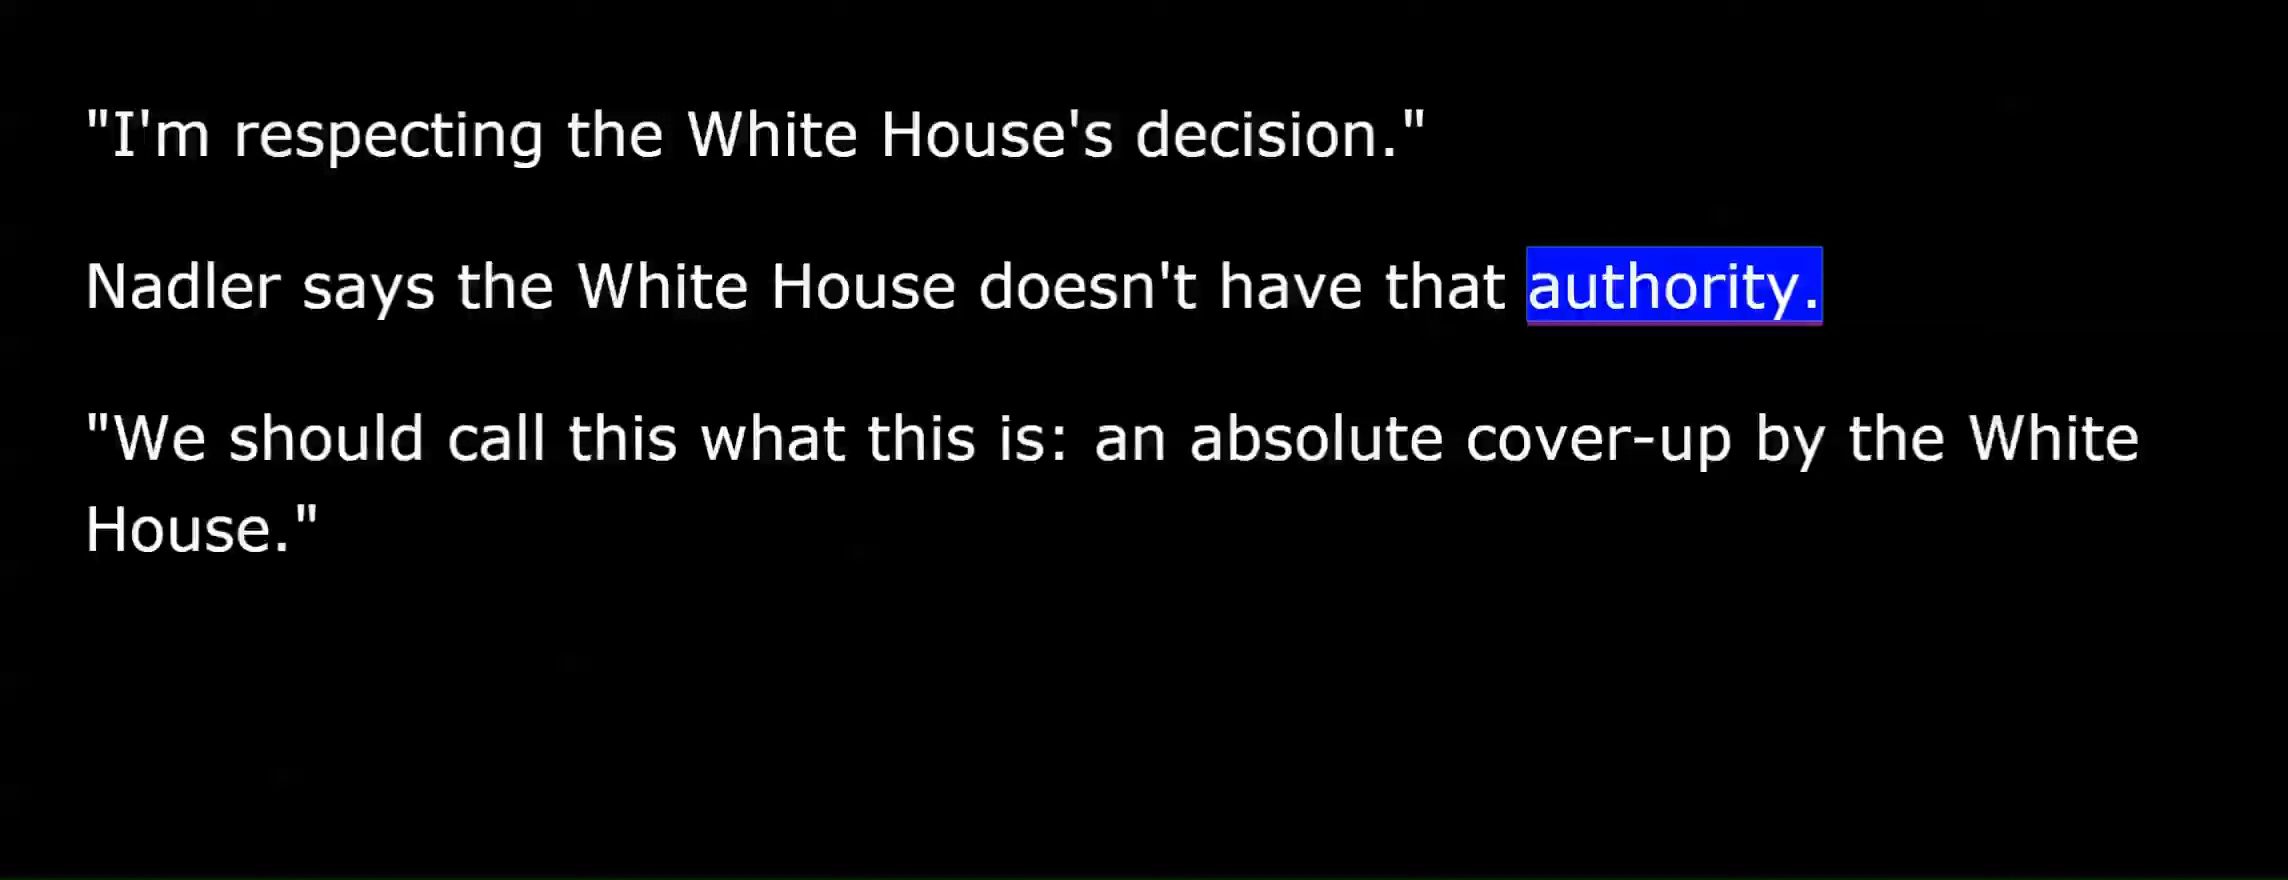 "I'm respecting the White House's decision."
Nadler says the White House doesn't have that authority.
"We should call this what this is: an absolute cover-up by the White
House."